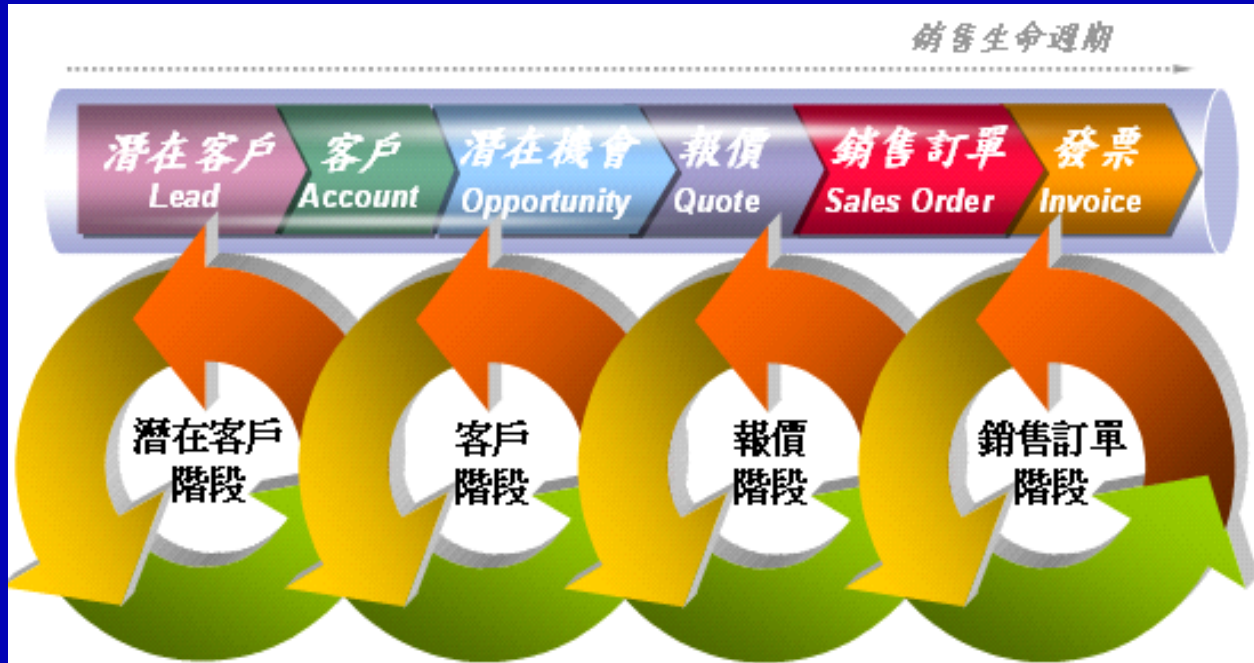 銷售生命週期
潛在客戶
Lead
客戶
Account
潛在機會
Opportunity
報價
Quote
銷售訂單
Sales Order
發票
Invoice
潛在客戶
階段
客戶
階段
報價
階段
銷售訂單
階段